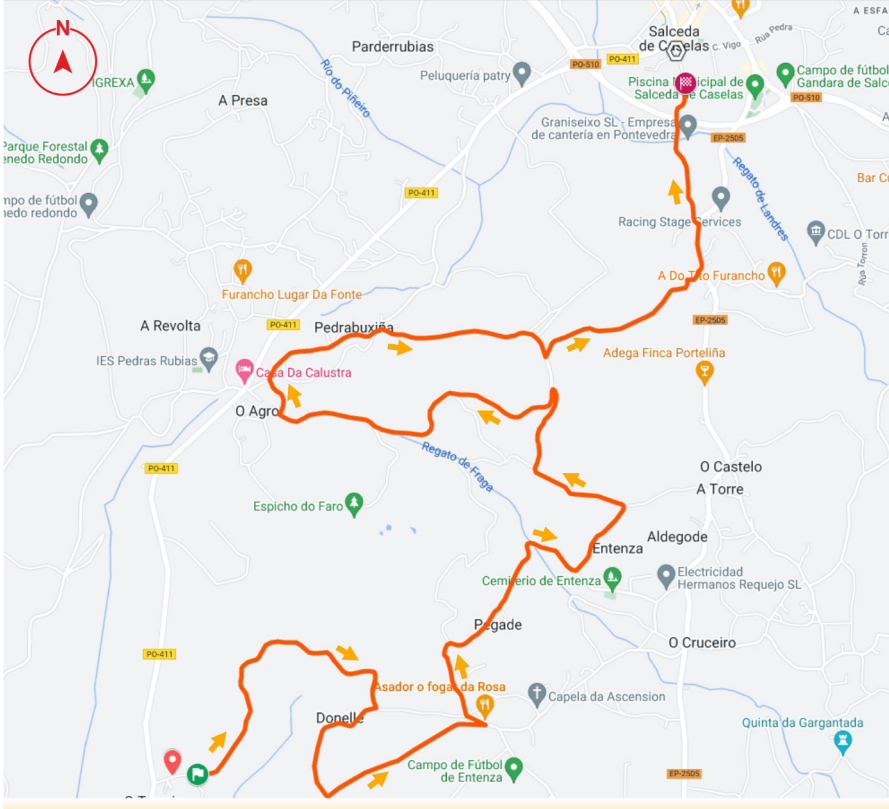 N
A ESFA
Salceda
de Caselas
Rúa Pedra
C. Vigo
Parderrubias
PO-411
PO-510
Peluquería patry
IGREXA
Río do Piñeiro
Campo de fútbol
Gandara de Salce
Piscina Municipal de
Salceda de Caselas
A Presa
PO-510
Graniseixo SL - Empresa
de cantería en Pontevedra
EP-2505
Parque Forestal
enedo Redondo
Regato de Landres
PO-411
mpo de fútbol
nedo redondo
Racing Stage Services
CDL O Torr
Rúa Torron
A Do Tito Furancho
Furancho Lugar Da Fonte
A Revolta
PO-411
Pedrabuxiña
EP-2505
IES Pedras Rubias
Adega Finca Porteliña
Casa Da Calustra
O Agro
Regato de Fraga
PO-411
O Castelo
A Torre
Espicho do Faro
Aldegode
Entenza
Electricidad
Hermanos Requejo SL
Cementerio de Entenza
Pegade
O Cruceiro
PO-411
Asador o fogar da Rosa
Capela da Ascension
Donelle
Quinta da Gargantada
Campo de Fútbol
de Entenza
EP-2505